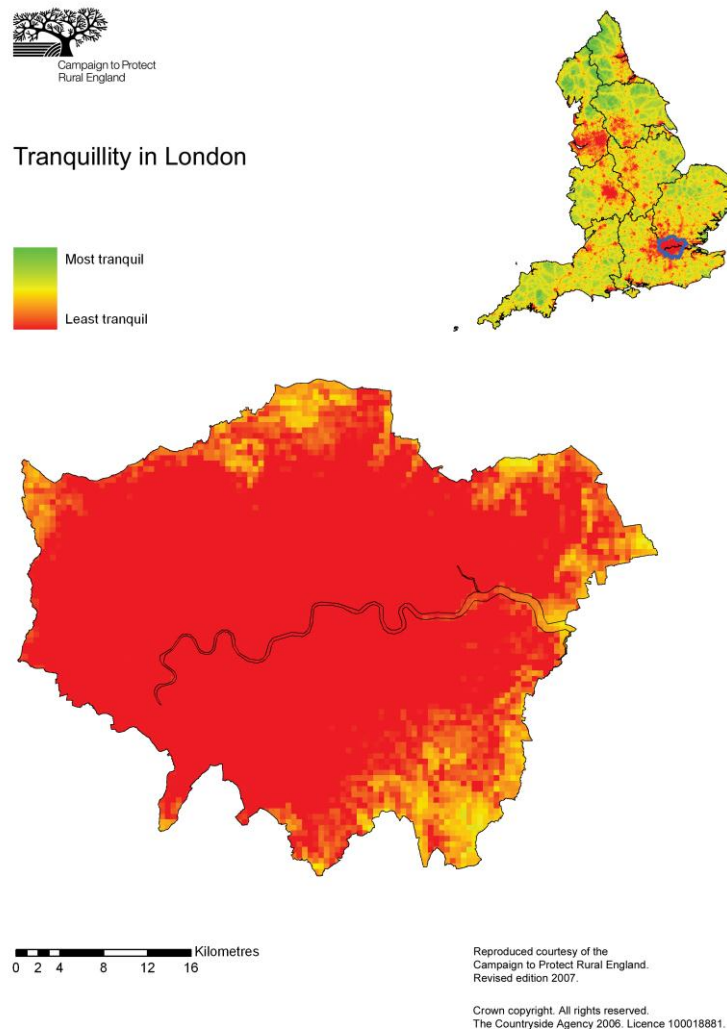 Campaign to Protect
Rural England
Tranquillity in London
Most tranquil
Least tranquil
Kilometres
0 2 4 8 12 16
Reproduced courtesy of the
Campaign to Protect Rural England.
Revised edition 2007.
Crown copyright. All rights reserved.
The Countryside Agency 2006. Licence 100018881.